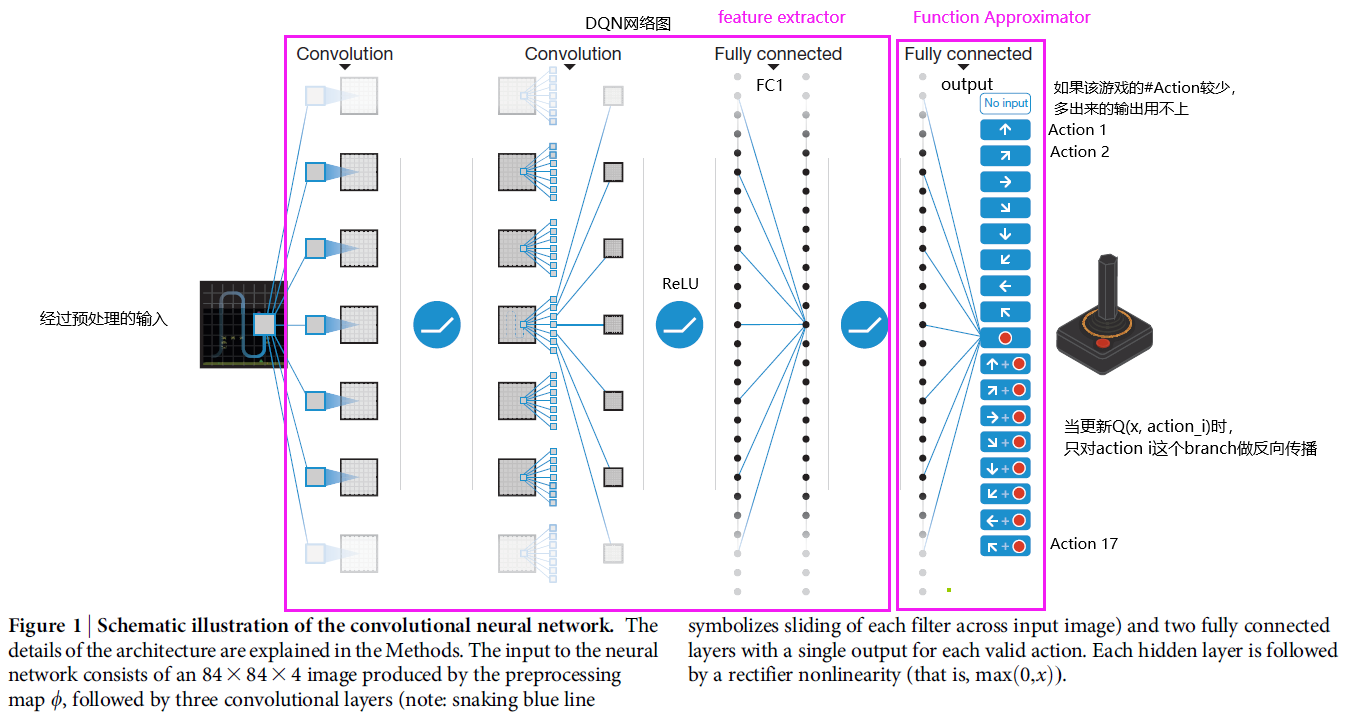 DQN网络图
feature extractor
Function Approximator
Convolution
Convolution
Fully connected
Fully connected
FC1
output
No input
如果该游戏的#Action较少，
多出来的输出用不上
Action 1
Action 2
ReLU
经过预处理的输入
当更新Q(x, action_i)时，
只对action i这个branch做反向传播
Action 17
Figure 1 | Schematic illustration of the convolutional neural network. The
details of the architecture are explained in the Methods. The input to the neural
network consists of an 84×84×4 image produced by the preprocessing
map ϕ, followed by three convolutional layers (note: snaking blue line
symbolizes sliding of each filter across input image) and two fully connected
layers with a single output for each valid action. Each hidden layer is followed
by a rectifier nonlinearity (that is, max(0,x)).